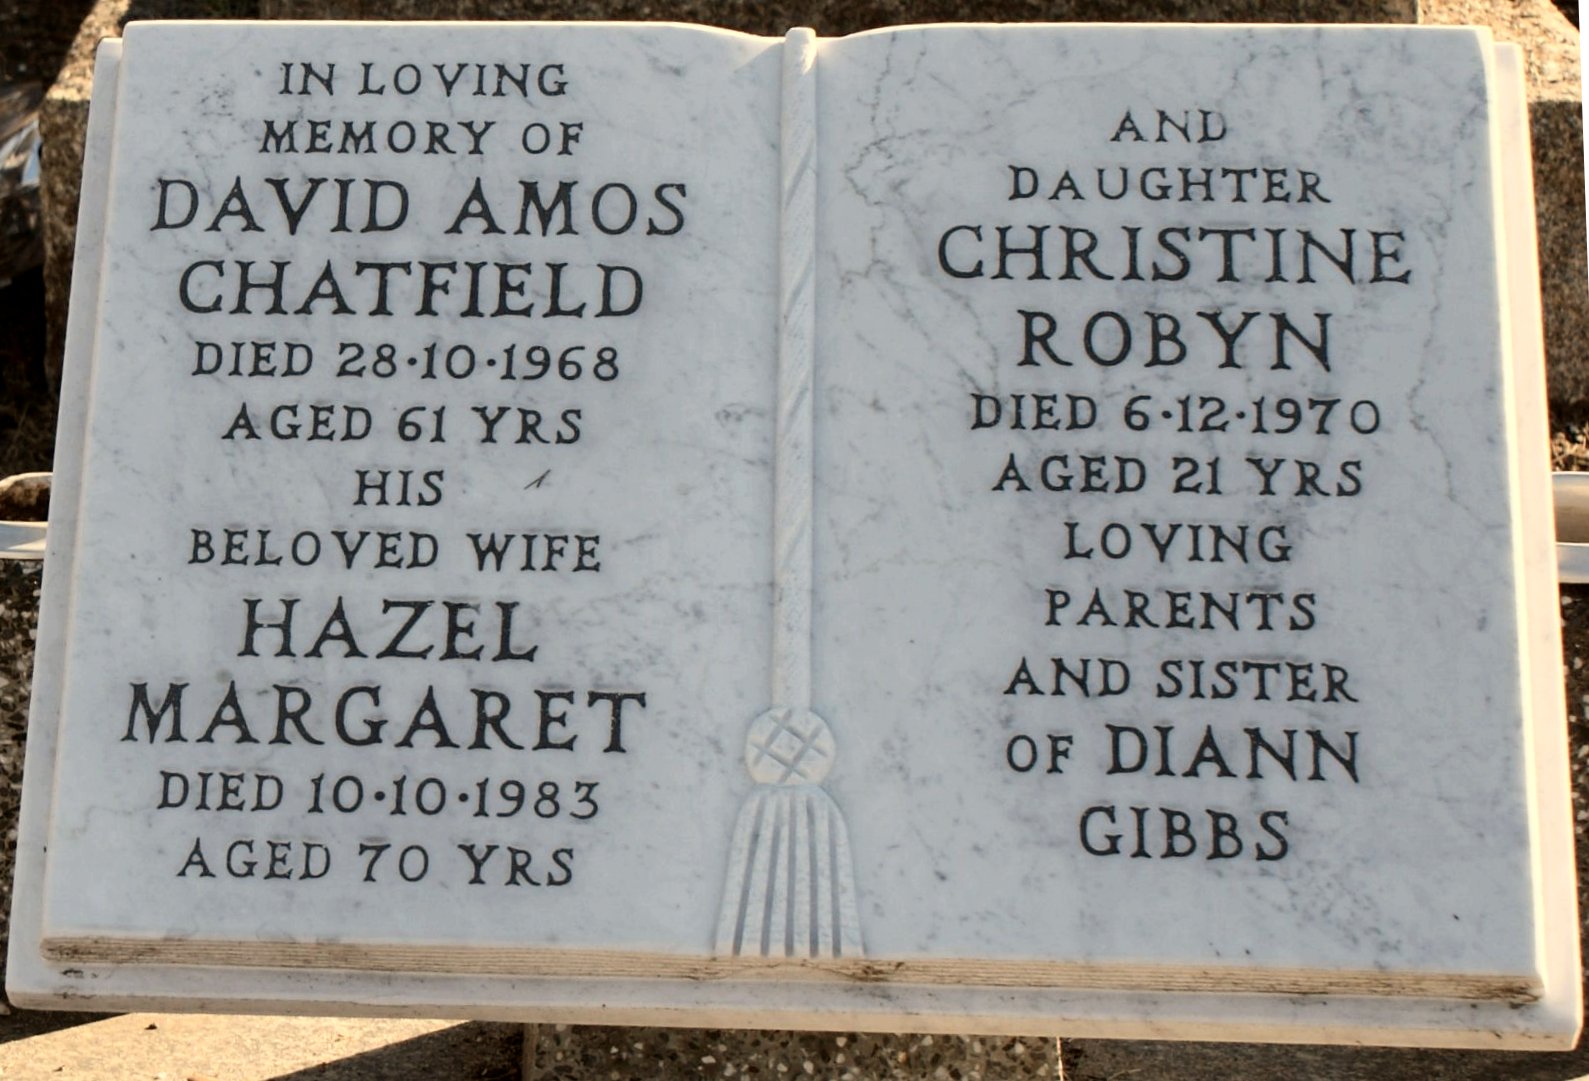 IN LOVING
MEMORY OF
DAVID AMOS
CHATFIELD
DIED 28·10·1968
AGED 61 YRS
HIS
BELOVED WIFE
HAZEL
MARGARET
DIED 10·10·1983
AGED 70 YRS
AND
DAUGHTER
CHRISTINE
ROBYN
DIED 6·12·1970
AGED 21 YRS
LOVING
PARENTS
AND SISTER
OF DIANN
GIBBS